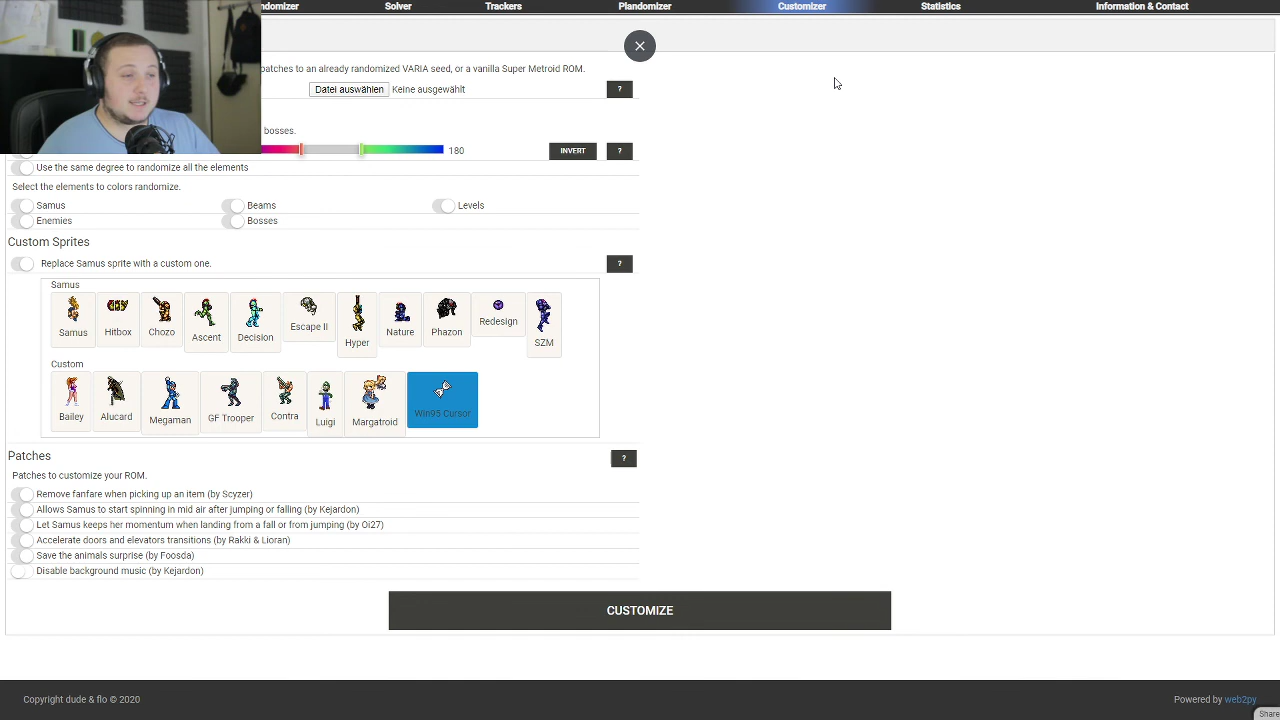 ndomizer Solver Trackers Plandomizer Customizer Statistics Information & Contact
patches to an already randomized VARIA seed, or a vanilla Super Metroid ROM.
Datei auswählen Keine ausgewählt ?
bosses.
180 INVERT ?
Use the same degree to randomize all the elements
Select the elements to colors randomize.
Samus Beams Levels
Enemies Bosses
Custom Sprites
Replace Samus sprite with a custom one. ?
Samus
Samus Hitbox Chozo Ascent Decision Escape II Hyper Nature Phazon Redesign SZM
Custom
Bailey Alucard Megaman GF Trooper Contra Luigi Margatroid Win95 Cursor
Patches ?
Patches to customize your ROM.
Remove fanfare when picking up an item (by Scyzer)
Allows Samus to start spinning in mid air after jumping or falling (by Kejardon)
Let Samus keeps her momentum when landing from a fall or from jumping (by Oi27)
Accelerate doors and elevators transitions (by Rakki & Lioran)
Save the animals surprise (by Foosda)
Disable background music (by Kejardon)
CUSTOMIZE
Copyright dude & flo © 2020 Powered by web2py
Share